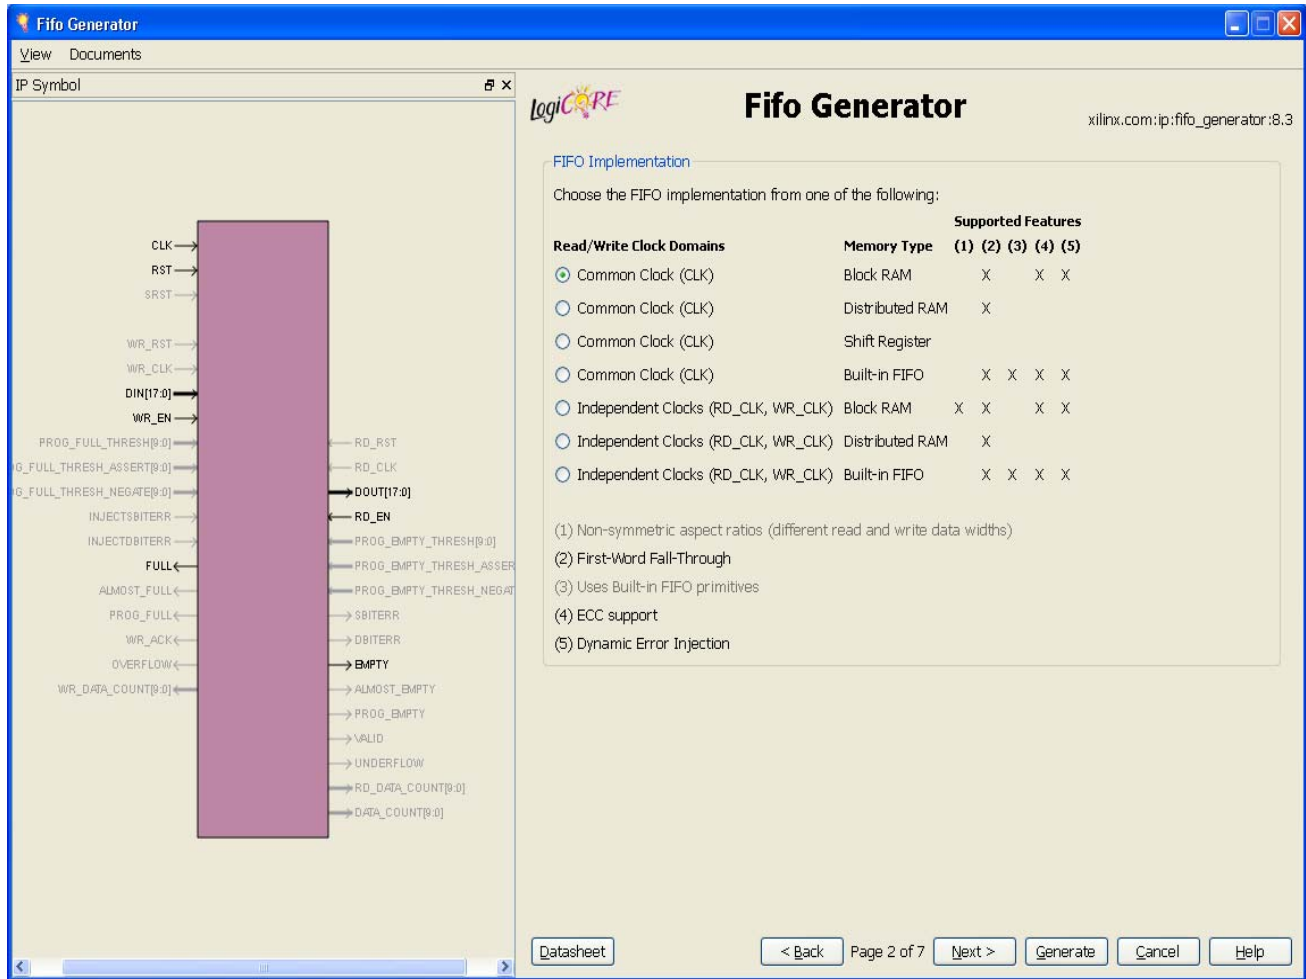 Fifo Generator
View Documents
IP Symbol
CLK
RST
SRST
WR_RST
WR_CLK
DIN[17:0]
WR_EN
PROG_FULL_THRESH[9:0]
G_FULL_THRESH_ASSERT[9:0]
G_FULL_THRESH_NEGATE[9:0]
INJECTSBITERR
INJECTDBITERR
FULL
ALMOST_FULL
PROG_FULL
WR_ACK
OVERFLOW
WR_DATA_COUNT[9:0]
RD_RST
RD_CLK
DOUT[17:0]
RD_EN
PROG_EMPTY_THRESH[9:0]
PROG_EMPTY_THRESH_ASSER
PROG_EMPTY_THRESH_NEGAT
SBITERR
DBITERR
EMPTY
ALMOST_EMPTY
PROG_EMPTY
VALID
UNDERFLOW
RD_DATA_COUNT[9:0]
DATA_COUNT[9:0]
LogiCORE
Fifo Generator
xilinx.com:ip:fifo_generator:8.3
FIFO Implementation
Choose the FIFO implementation from one of the following:
Supported Features
Read/Write Clock Domains Memory Type (1) (2) (3) (4) (5)
Common Clock (CLK) Block RAM X X X
Common Clock (CLK) Distributed RAM X
Common Clock (CLK) Shift Register
Common Clock (CLK) Built-in FIFO X X X X
Independent Clocks (RD_CLK, WR_CLK) Block RAM X X X X
Independent Clocks (RD_CLK, WR_CLK) Distributed RAM X
Independent Clocks (RD_CLK, WR_CLK) Built-in FIFO X X X X
(1) Non-symmetric aspect ratios (different read and write data widths)
(2) First-Word Fall-Through
(3) Uses Built-in FIFO primitives
(4) ECC support
(5) Dynamic Error Injection
Datasheet < Back Page 2 of 7 Next > Generate Cancel Help